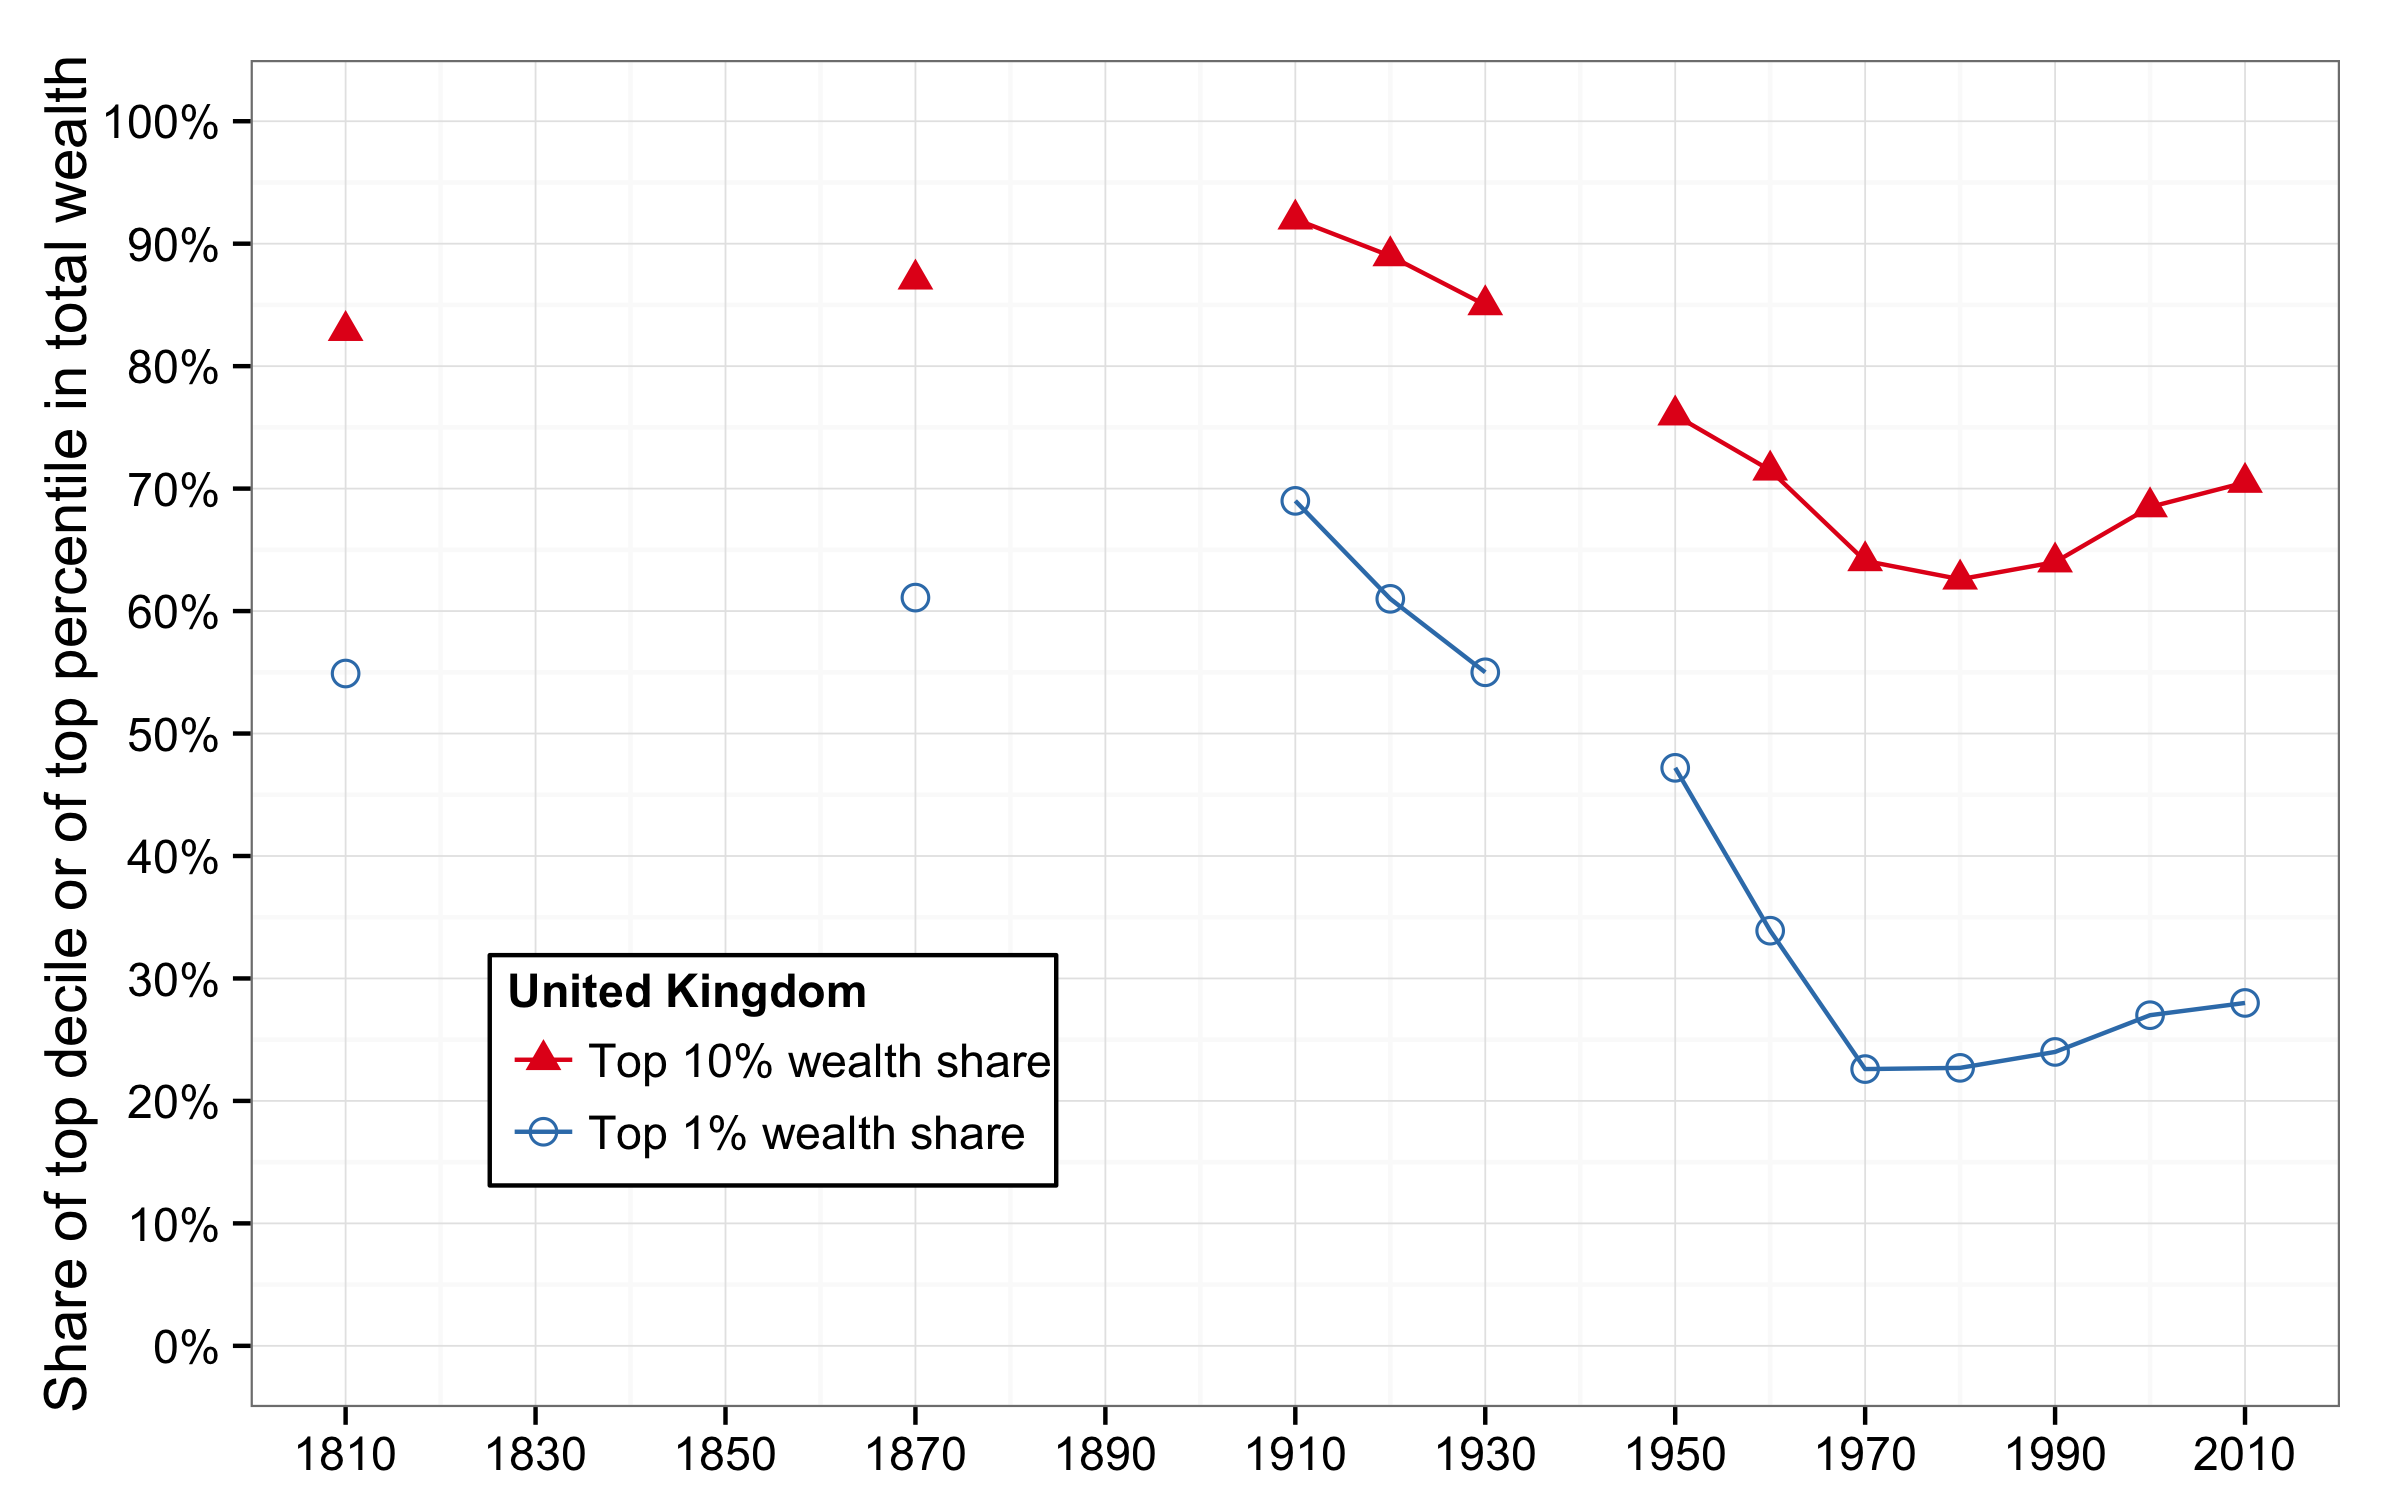 Share of top decile or of top percentile in total wealth
100%
90%
80%
70%
60%
50%
40%
30%
20%
10%
0%
United Kingdom
Top 10% wealth share
Top 1% wealth share
1810 1830 1850 1870 1890 1910 1930 1950 1970 1990 2010